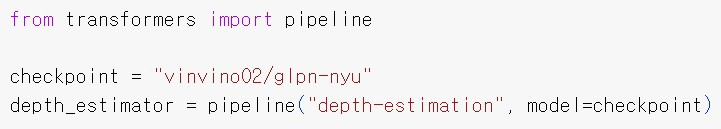 from transformers import pipeline
checkpoint = "vinvino02/glpn-nyu"
depth_estimator = pipeline("depth-estimation", model=checkpoint)